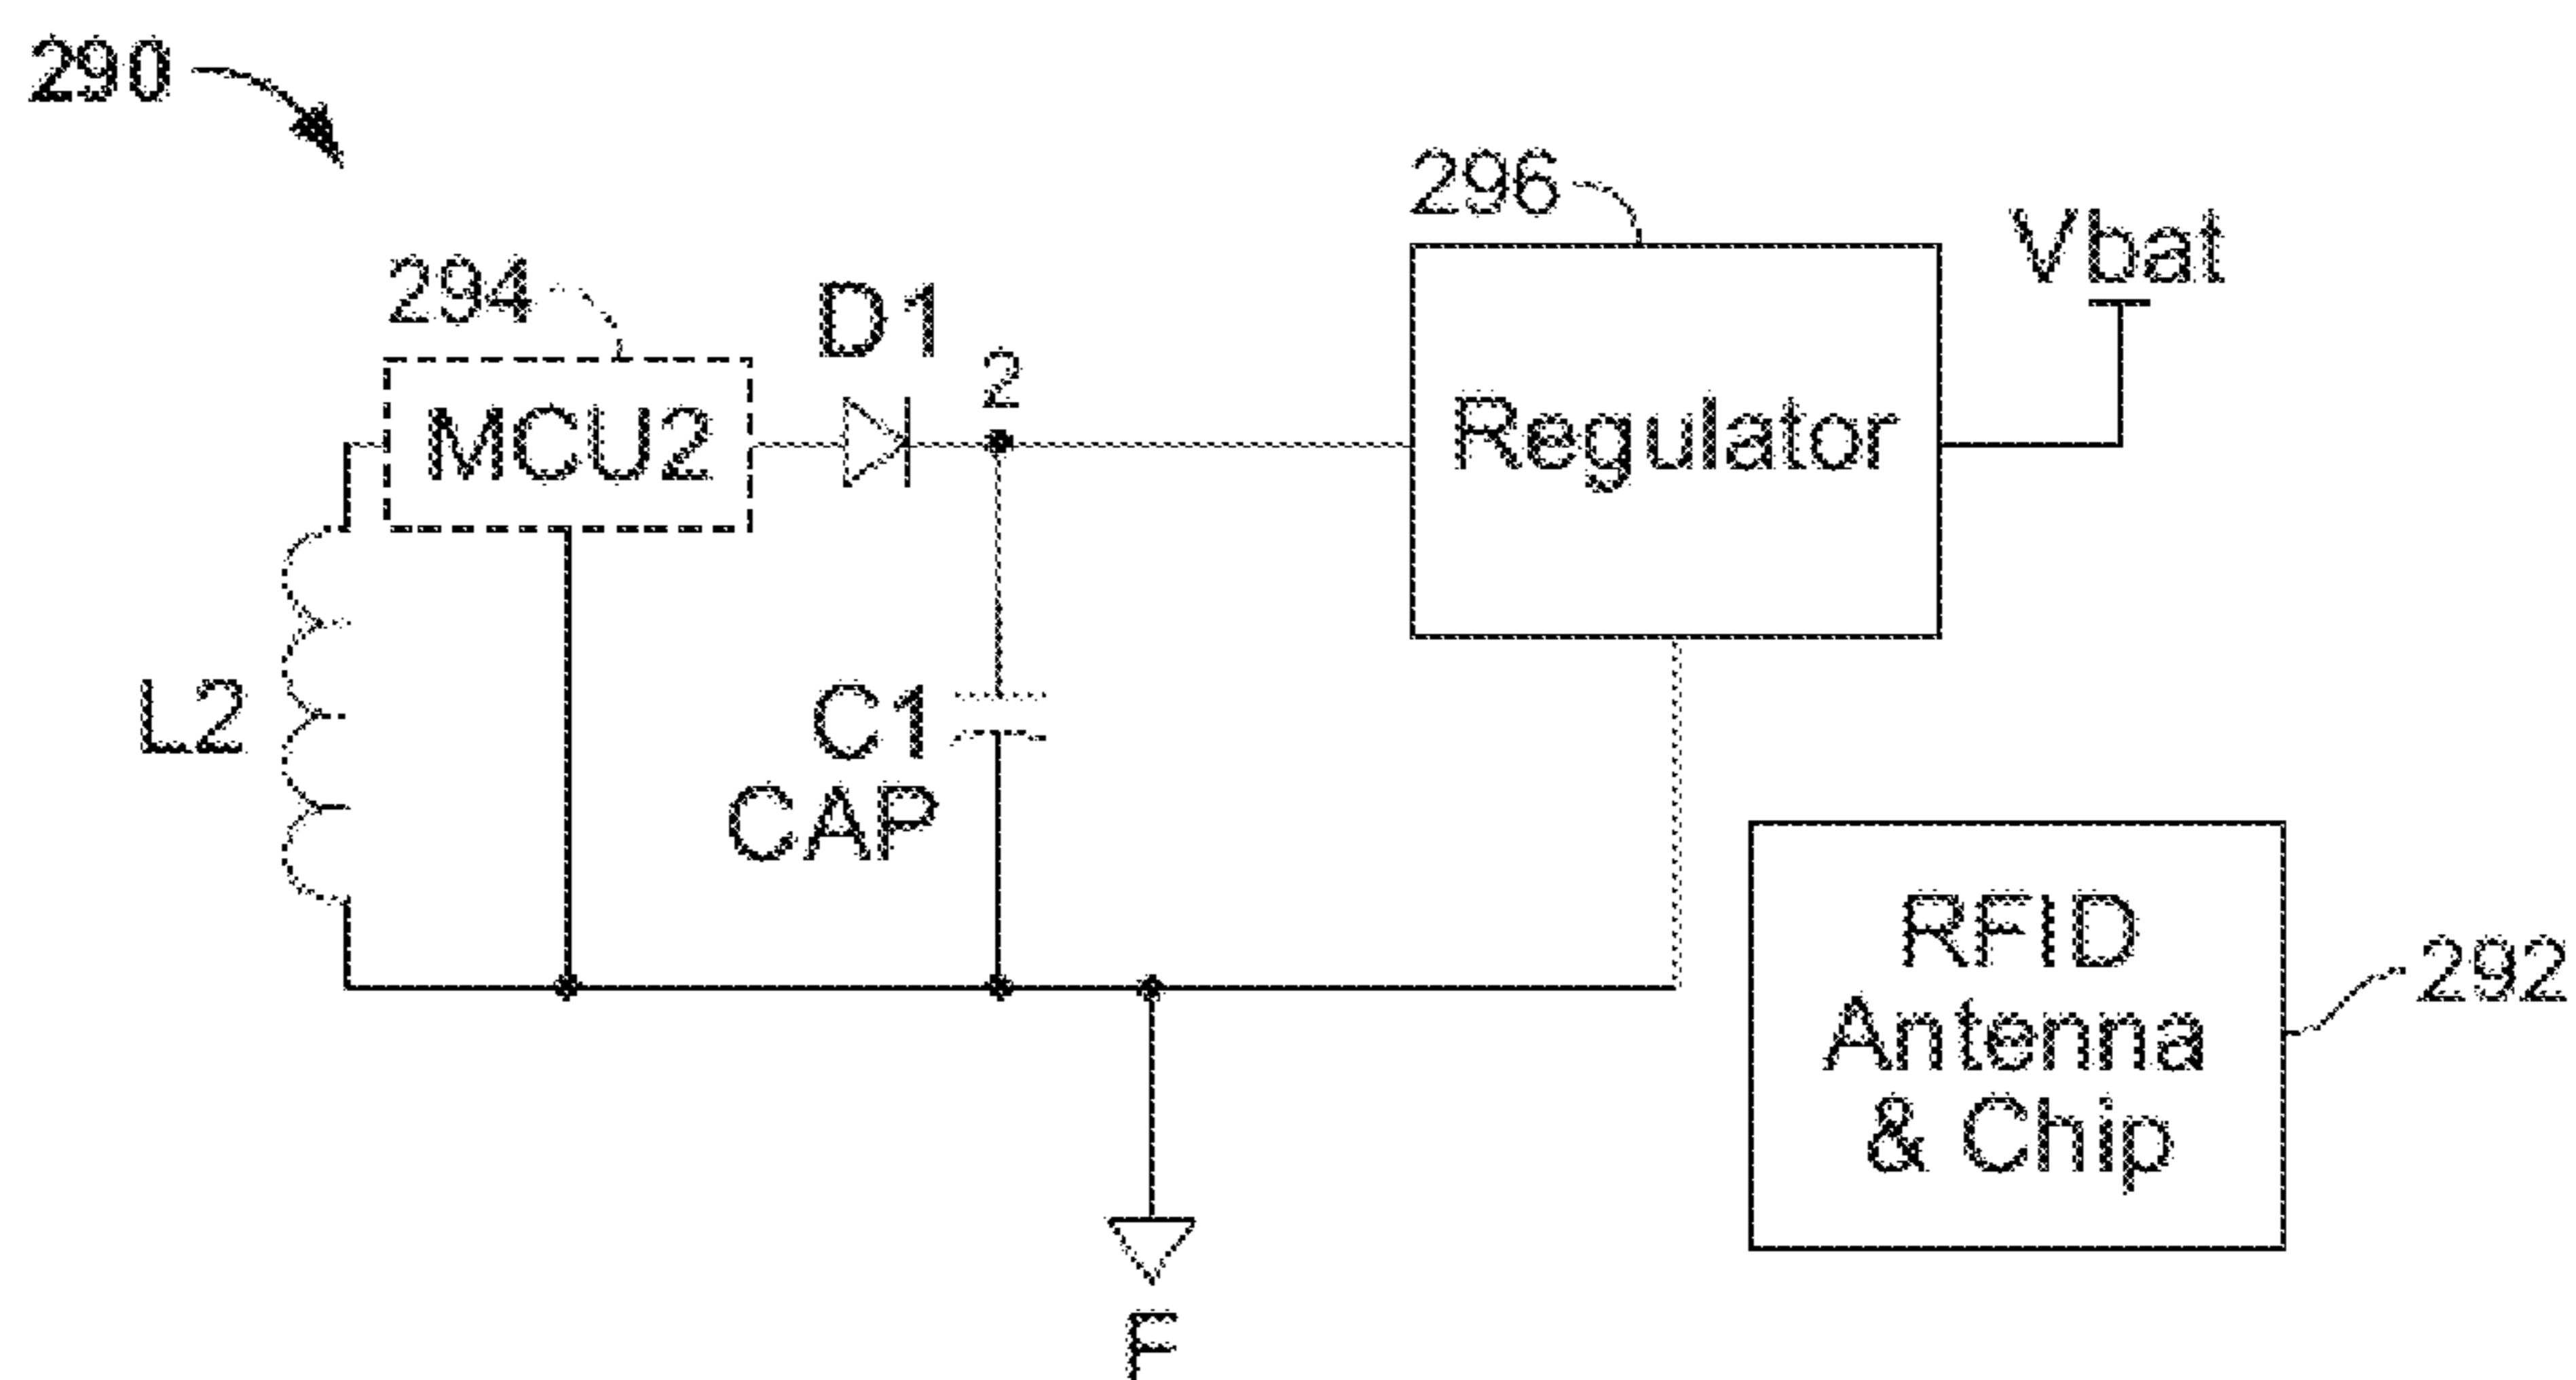 290
296
Vbat
294
D1
2
MCU2
Regulator
L2
C1
CAP
RFID
Antenna
& Chip
292
F